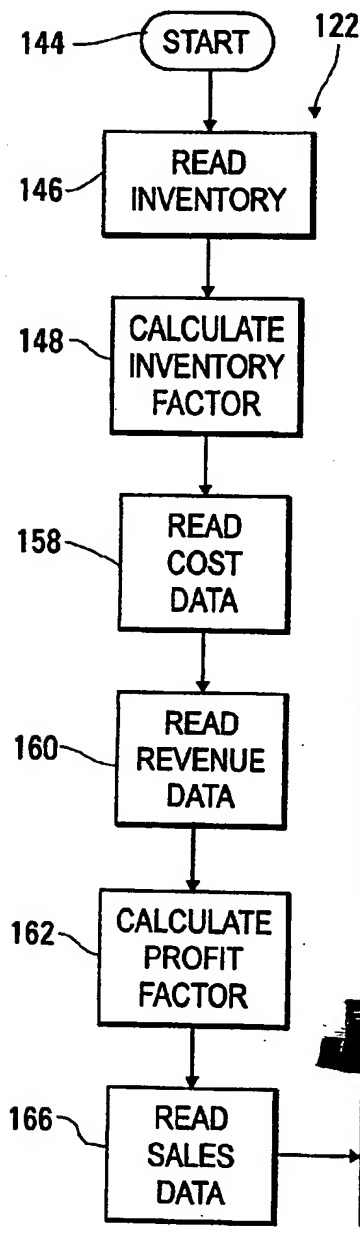 144
START
122
146
READ
INVENTORY
148
CALCULATE
INVENTORY
FACTOR
158
READ
COST
DATA
160
READ
REVENUE
DATA
162
CALCULATE
PROFIT
FACTOR
166
READ
SALES
DATA